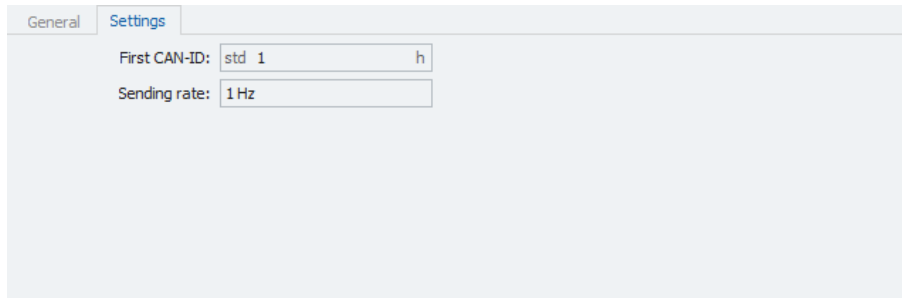 General Settings
First CAN-ID: std 1 h
Sending rate: 1 Hz